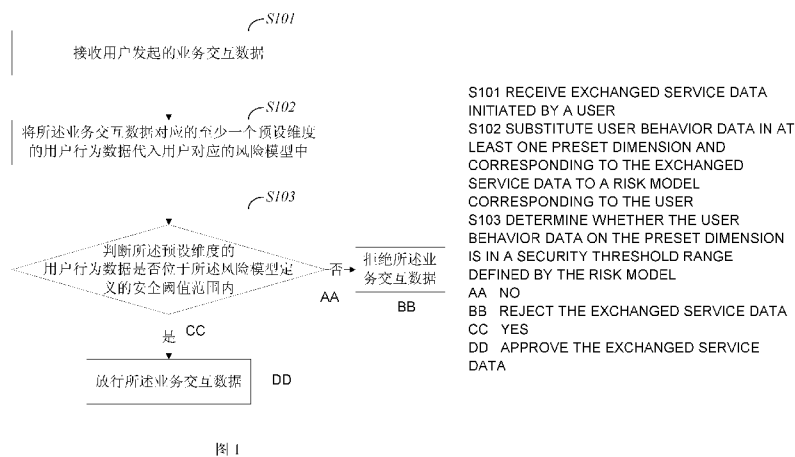 S101
接收用户发起的业务交互数据
S102
将所述业务交互数据对应的至少一个预设维度
的用户行为数据代入用户对应的风险模型中
S103
判断所述预设维度的
用户行为数据是否位于所述风险模型定
义的安全阈值范围内
否
AA
拒绝所述业
务交互数据
BB
是
CC
放行所述业务交互数据
DD
图 1
S101 RECEIVE EXCHANGED SERVICE DATA
INITIATED BY A USER
S102 SUBSTITUTE USER BEHAVIOR DATA IN AT
LEAST ONE PRESET DIMENSION AND
CORRESPONDING TO THE EXCHANGED
SERVICE DATA TO A RISK MODEL
CORRESPONDING TO THE USER
S103 DETERMINE WHETHER THE USER
BEHAVIOR DATA ON THE PRESET DIMENSION
IS IN A SECURITY THRESHOLD RANGE
DEFINED BY THE RISK MODEL
AA NO
BB REJECT THE EXCHANGED SERVICE DATA
CC YES
DD APPROVE THE EXCHANGED SERVICE
DATA